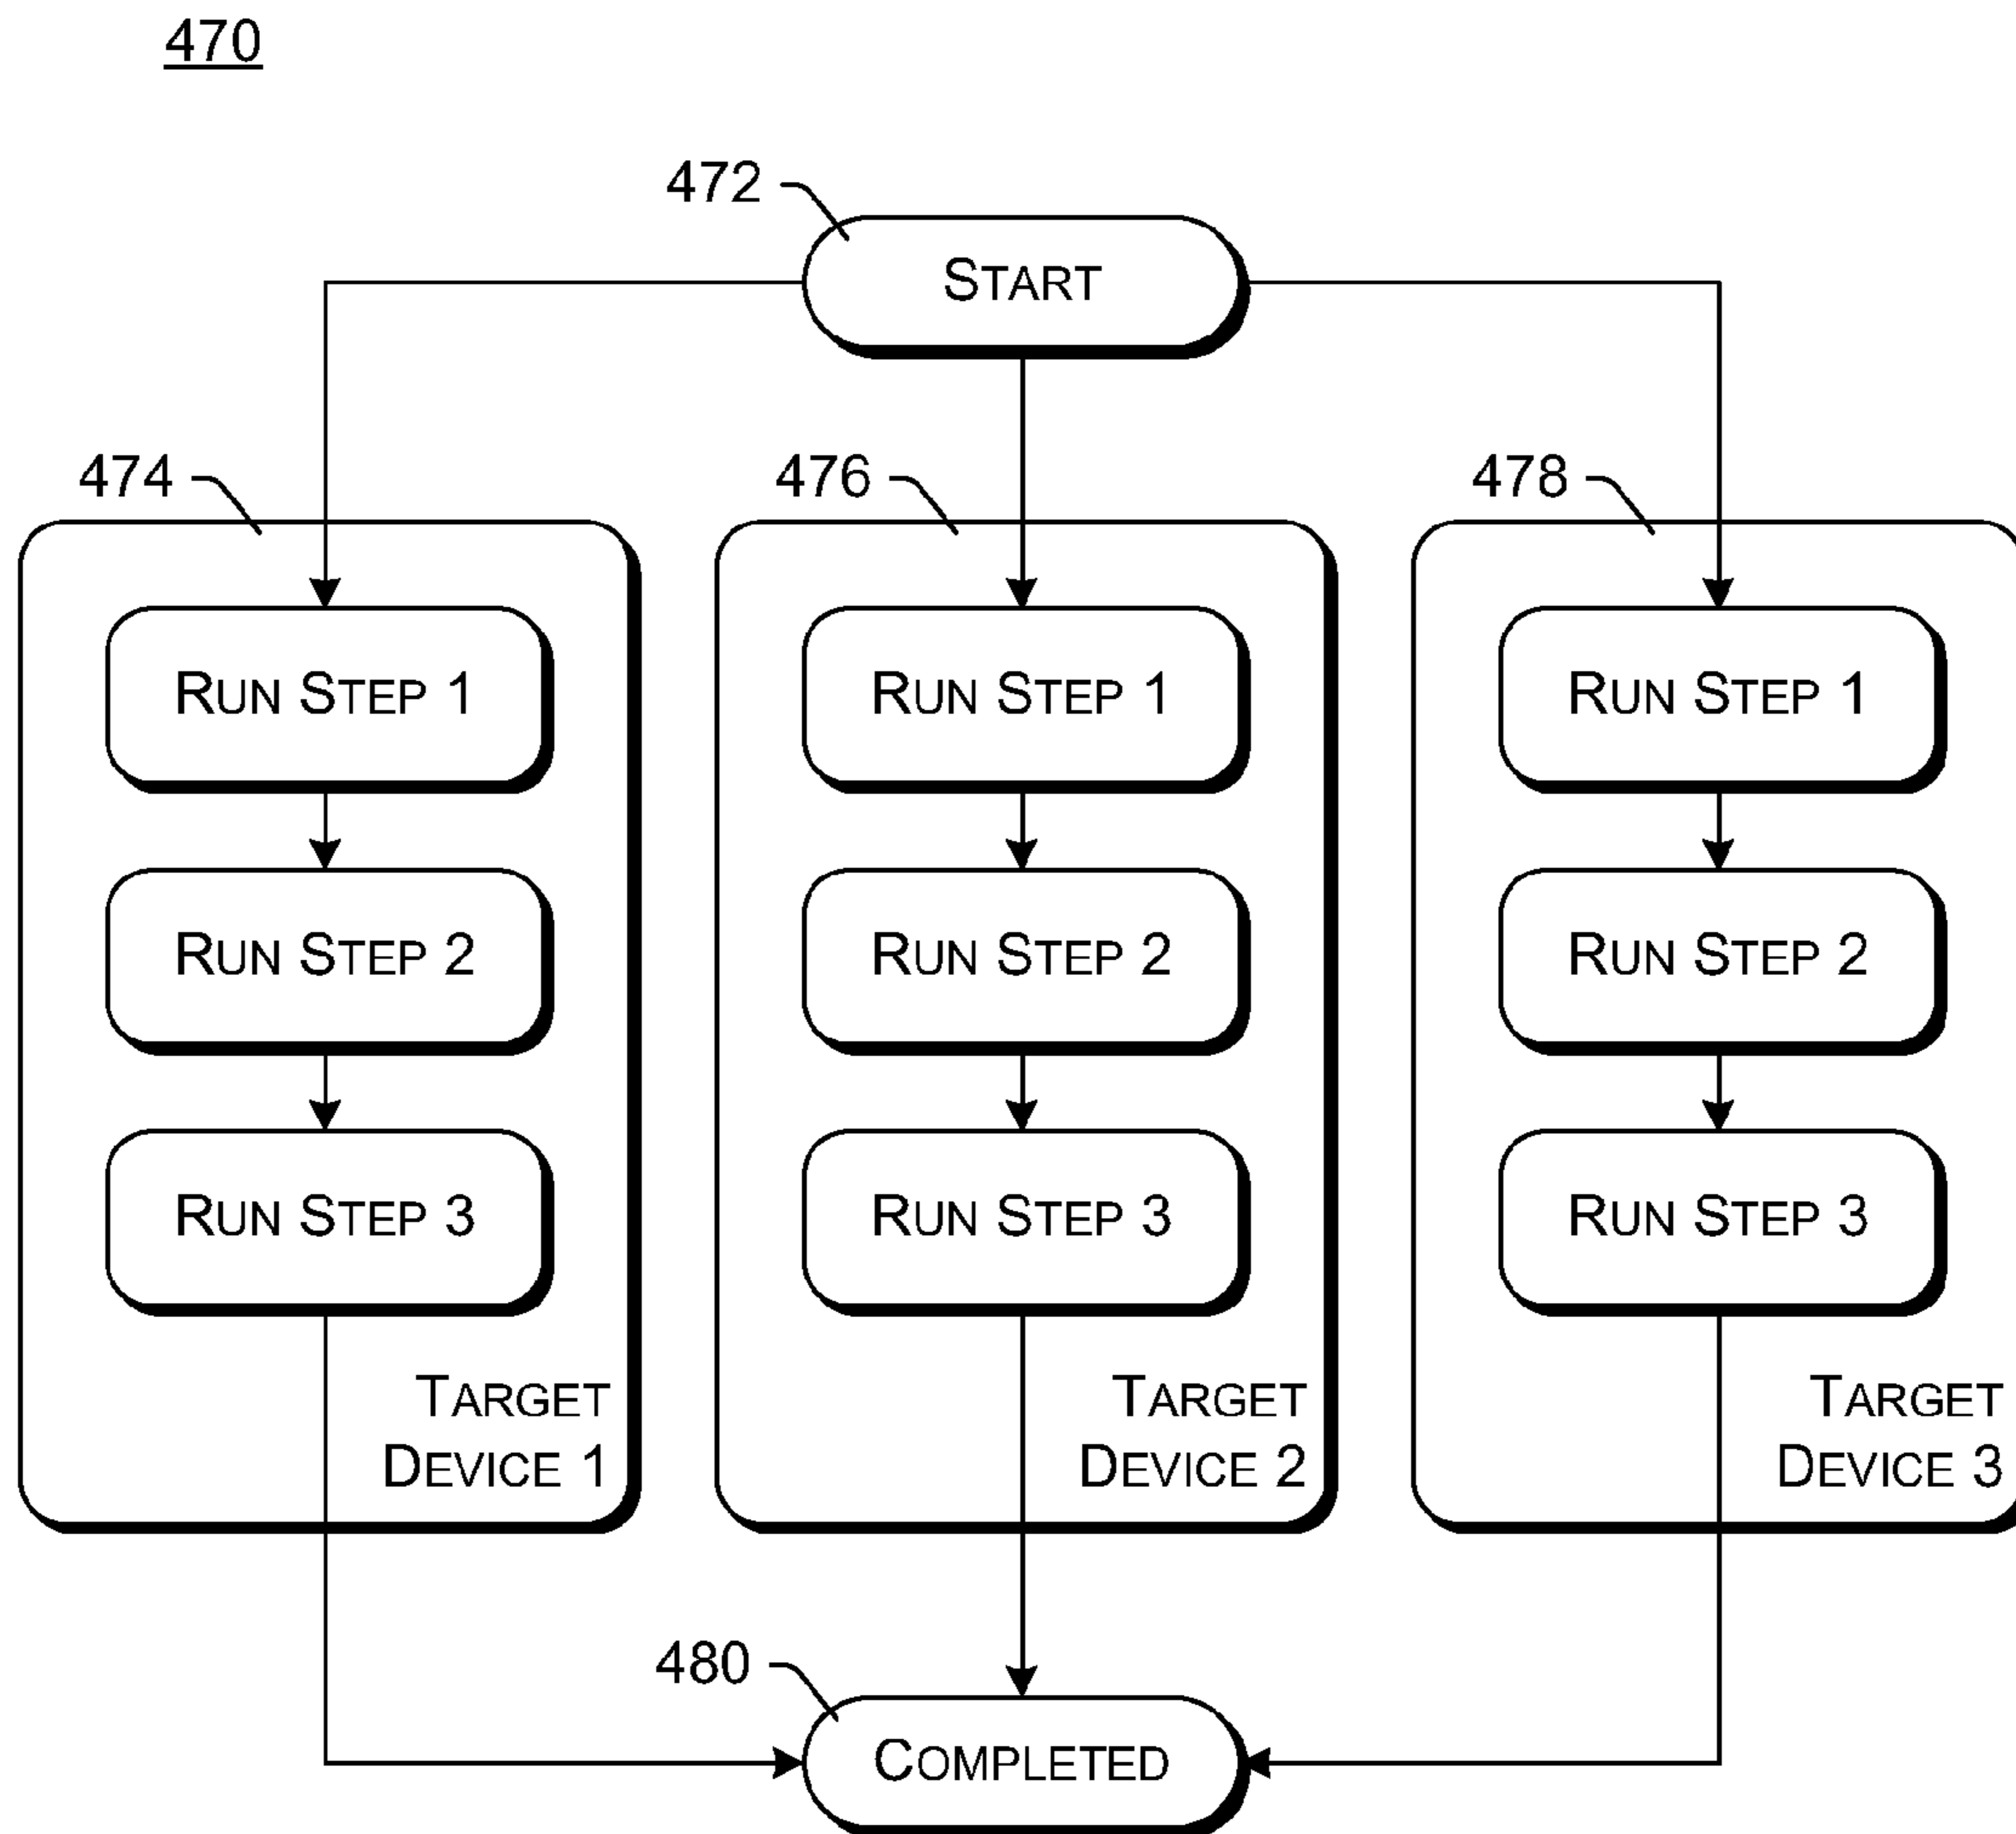 470
472
START
474
476
478
RUN STEP 1
RUN STEP 1
RUN STEP 1
RUN STEP 2
RUN STEP 2
RUN STEP 2
RUN STEP 3
RUN STEP 3
RUN STEP 3
TARGET
DEVICE 1
TARGET
DEVICE 2
TARGET
DEVICE 3
480
COMPLETED